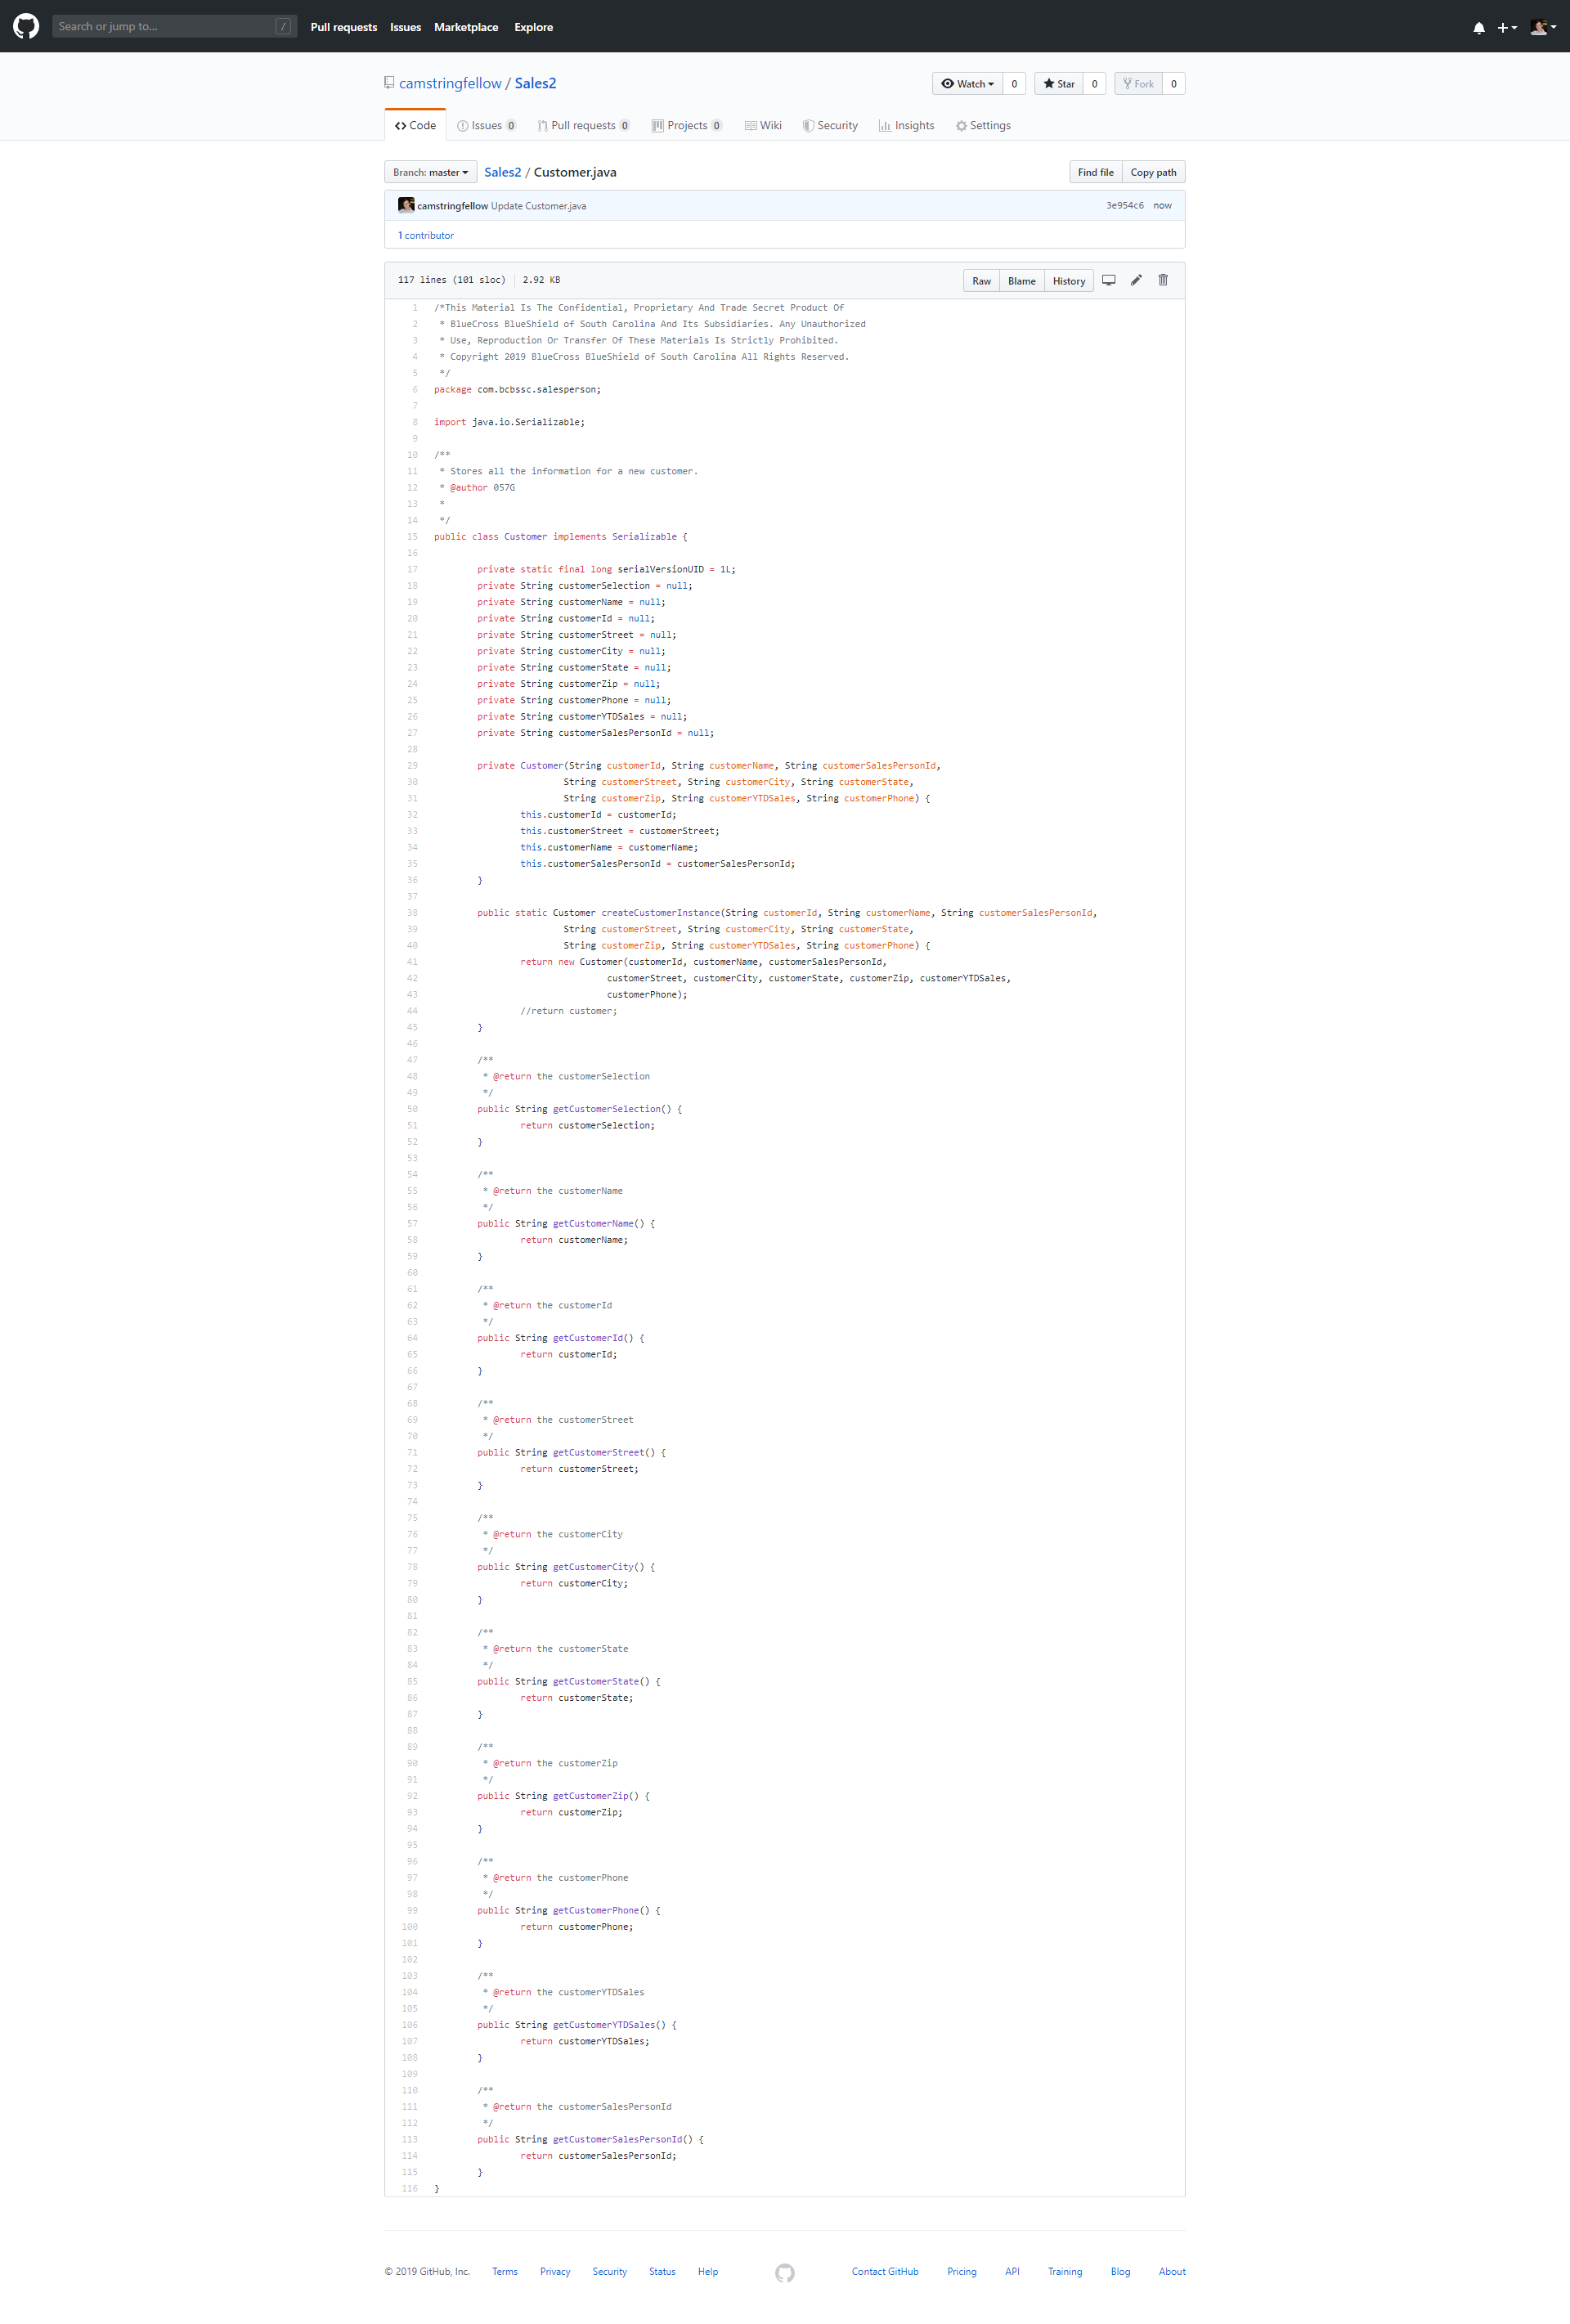 Search or jump to... /
Pull requests Issues Marketplace Explore
camstringfellow / Sales2
Watch 0 Star 0 Fork 0
Code Issues 0 Pull requests 0 Projects 0 Wiki Security Insights Settings
Branch: master Sales2 / Customer.java Find file Copy path
camstringfellow Update Customer.java 3e954c6 now
1 contributor
117 lines (101 sloc) 2.92 KB Raw Blame History
1 /*This Material Is The Confidential, Proprietary And Trade Secret Product Of
2 * BlueCross BlueShield of South Carolina And Its Subsidiaries. Any Unauthorized
3 * Use, Reproduction Or Transfer Of These Materials Is Strictly Prohibited.
4 * Copyright 2019 BlueCross BlueShield of South Carolina All Rights Reserved.
5 */
6 package com.bcbssc.salesperson;
7
8 import java.io.Serializable;
9
10 /**
11 * Stores all the information for a new customer.
12 * @author 057G
13 *
14 */
15 public class Customer implements Serializable {
16
17 private static final long serialVersionUID = 1L;
18 private String customerSelection = null;
19 private String customerName = null;
20 private String customerId = null;
21 private String customerStreet = null;
22 private String customerCity = null;
23 private String customerState = null;
24 private String customerZip = null;
25 private String customerPhone = null;
26 private String customerYTDSales = null;
27 private String customerSalesPersonId = null;
28
29 private Customer(String customerId, String customerName, String customerSalesPersonId,
30 String customerStreet, String customerCity, String customerState,
31 String customerZip, String customerYTDSales, String customerPhone) {
32 this.customerId = customerId;
33 this.customerStreet = customerStreet;
34 this.customerName = customerName;
35 this.customerSalesPersonId = customerSalesPersonId;
36 }
37
38 public static Customer createCustomerInstance(String customerId, String customerName, String customerSalesPersonId,
39 String customerStreet, String customerCity, String customerState,
40 String customerZip, String customerYTDSales, String customerPhone) {
41 return new Customer(customerId, customerName, customerSalesPersonId,
42 customerStreet, customerCity, customerState, customerZip, customerYTDSales,
43 customerPhone);
44 //return customer;
45 }
46
47 /**
48 * @return the customerSelection
49 */
50 public String getCustomerSelection() {
51 return customerSelection;
52 }
53
54 /**
55 * @return the customerName
56 */
57 public String getCustomerName() {
58 return customerName;
59 }
60
61 /**
62 * @return the customerId
63 */
64 public String getCustomerId() {
65 return customerId;
66 }
67
68 /**
69 * @return the customerStreet
70 */
71 public String getCustomerStreet() {
72 return customerStreet;
73 }
74
75 /**
76 * @return the customerCity
77 */
78 public String getCustomerCity() {
79 return customerCity;
80 }
81
82 /**
83 * @return the customerState
84 */
85 public String getCustomerState() {
86 return customerState;
87 }
88
89 /**
90 * @return the customerZip
91 */
92 public String getCustomerZip() {
93 return customerZip;
94 }
95
96 /**
97 * @return the customerPhone
98 */
99 public String getCustomerPhone() {
100 return customerPhone;
101 }
102
103 /**
104 * @return the customerYTDSales
105 */
106 public String getCustomerYTDSales() {
107 return customerYTDSales;
108 }
109
110 /**
111 * @return the customerSalesPersonId
112 */
113 public String getCustomerSalesPersonId() {
114 return customerSalesPersonId;
115 }
116 }
© 2019 GitHub, Inc. Terms Privacy Security Status Help Contact GitHub Pricing API Training Blog About